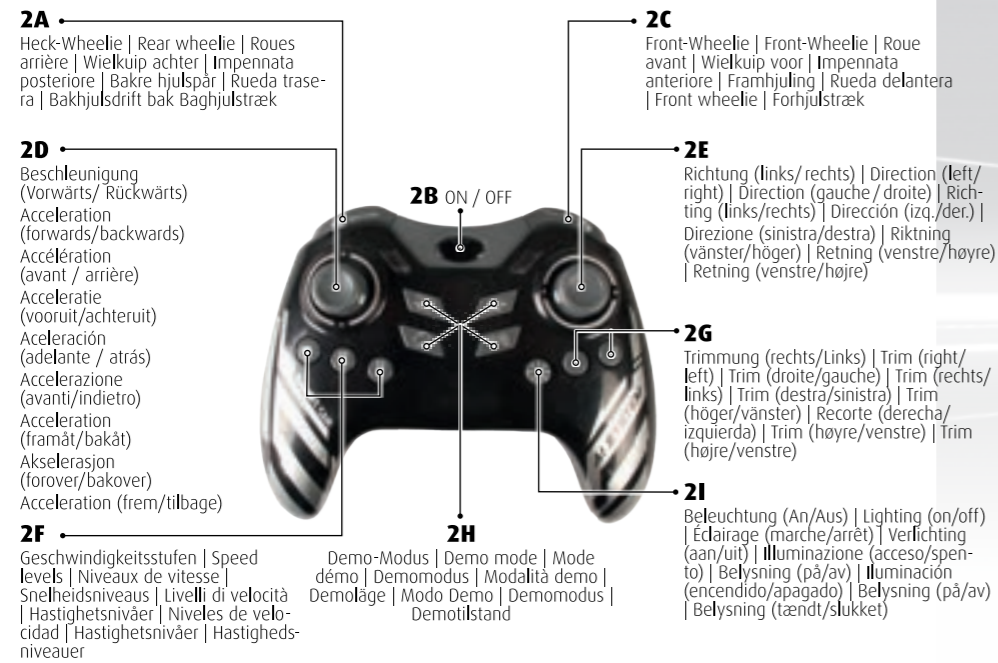 2A
Heck-Wheelie | Rear wheelie | Roues
arrière | Wielkuip achter | Impennata
posteriore | Bakre hjulspår | Rueda trase-
ra | Bakhjulsdrift bak Baghjulstræk
2C
Front-Wheelie | Front-Wheelie | Roue
avant | Wielkuip voor | Impennata
anteriore | Framhjuling | Rueda delantera
| Front wheelie | Forhjulstræk
2D
Beschleunigung
(Vorwärts/ Rückwärts)
Acceleration
(forwards/backwards)
Accélération
(avant / arrière)
Acceleratie
(vooruit/achteruit)
Aceleración
(adelante / atrás)
Accelerazione
(avanti/indietro)
Acceleration
(framåt/bakåt)
Akselerasjon
(forover/bakover)
Acceleration (frem/tilbage)
2B ON / OFF
2E
Richtung (links/ rechts) | Direction (left/
right) | Direction (gauche / droite) | Rich-
ting (links/rechts) | Dirección (izq./der.) |
Direzione (sinistra/destra) | Riktning
(vänster/höger) | Retning (venstre/høyre)
| Retning (venstre/højre)
2G
Trimmung (rechts/Links) | Trim (right/
left) | Trim (droite/gauche) | Trim (rechts/
links) | Trim (destra/sinistra) | Trim
(höger/vänster) | Recorte (derecha/
izquierda) | Trim (høyre/venstre) | Trim
(højre/venstre)
2F
Geschwindigkeitsstufen | Speed
levels | Niveaux de vitesse |
Snelheidsniveaus | Livelli di velocità
| Hastighetsnivåer | Niveles de velo-
cidad | Hastighetsnivåer | Hastigheds-
niveauer
2H
Demo-Modus | Demo mode | Mode
démo | Demomodus | Modalità demo |
Demoläge | Modo Demo | Demomodus |
Demotilstand
2I
Beleuchtung (An/Aus) | Lighting (on/off)
| Éclairage (marche/arrêt) | Verlichting
(aan/uit) | Illuminazione (acceso/spen-
to) | Belysning (på/av) | Iluminación
(encendido/apagado) | Belysning (på/av)
| Belysning (tændt/slukket)